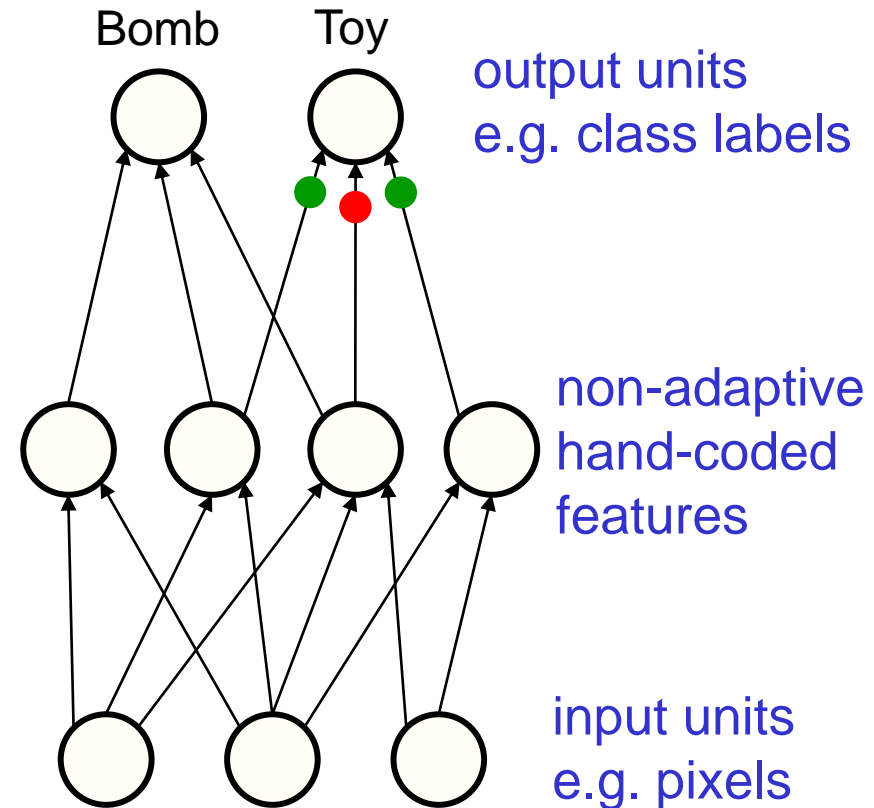 Bomb Toy
output units
e.g. class labels
non-adaptive
hand-coded
features
input units
e.g. pixels